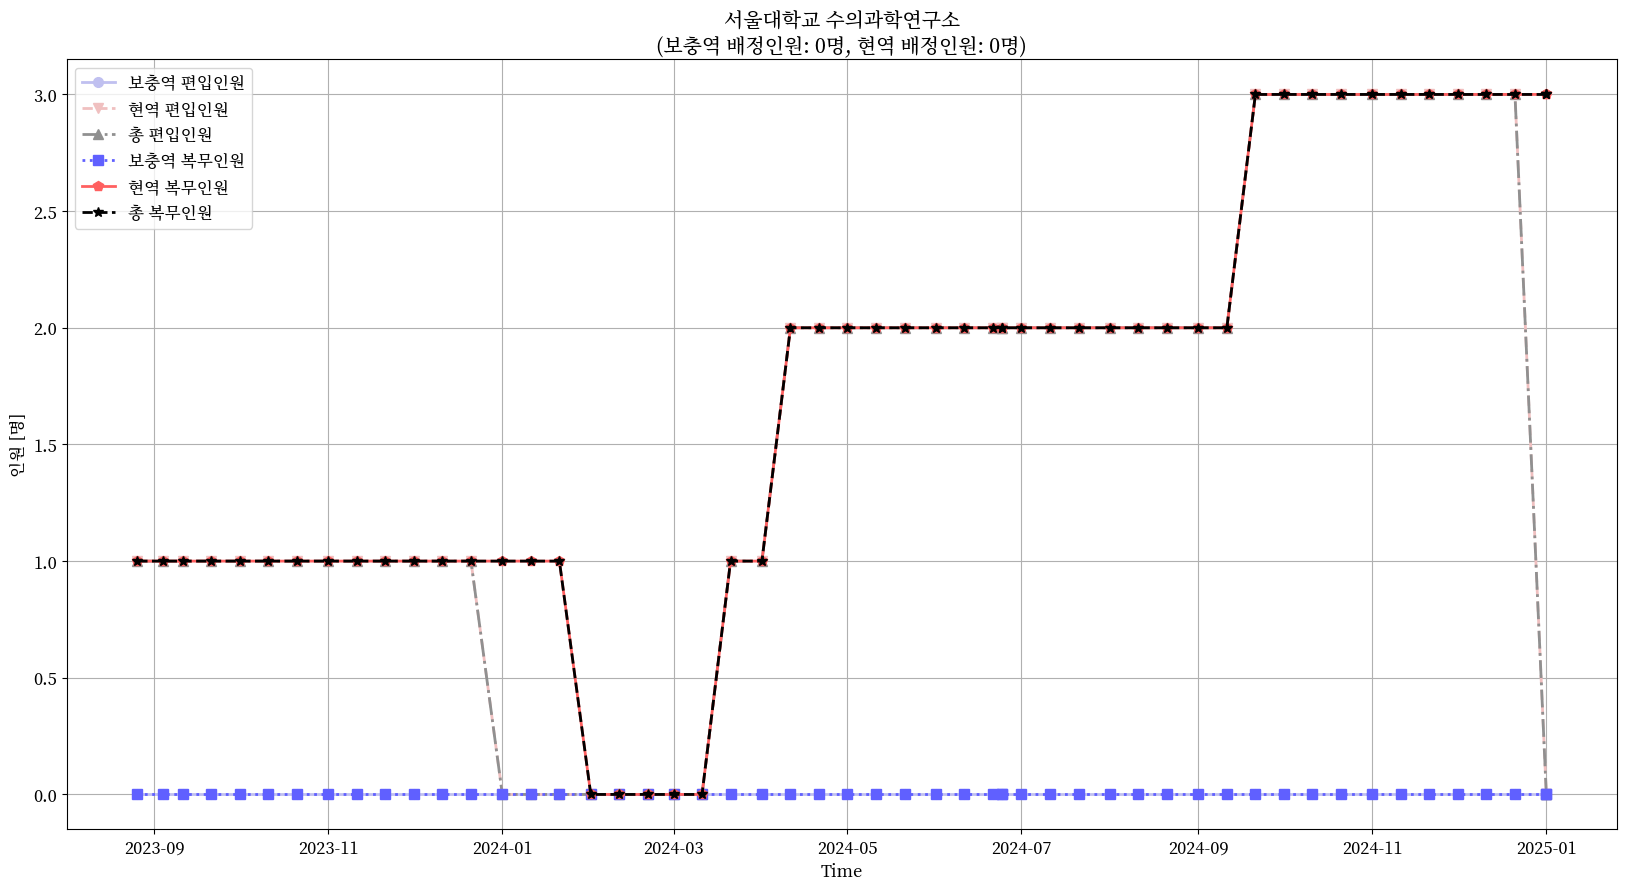 서울대학교 수의과학연구소
(보충역 배정인원: 0명, 현역 배정인원: 0명)
보충역 편입인원
현역 편입인원
총 편입인원
보충역 복무인원
현역 복무인원
총 복무인원
3.0
2.5
2.0
1.5
1.0
0.5
0.0
인원 [명]
2023-09
2023-11
2024-01
2024-03
2024-05
2024-07
2024-09
2024-11
2025-01
Time